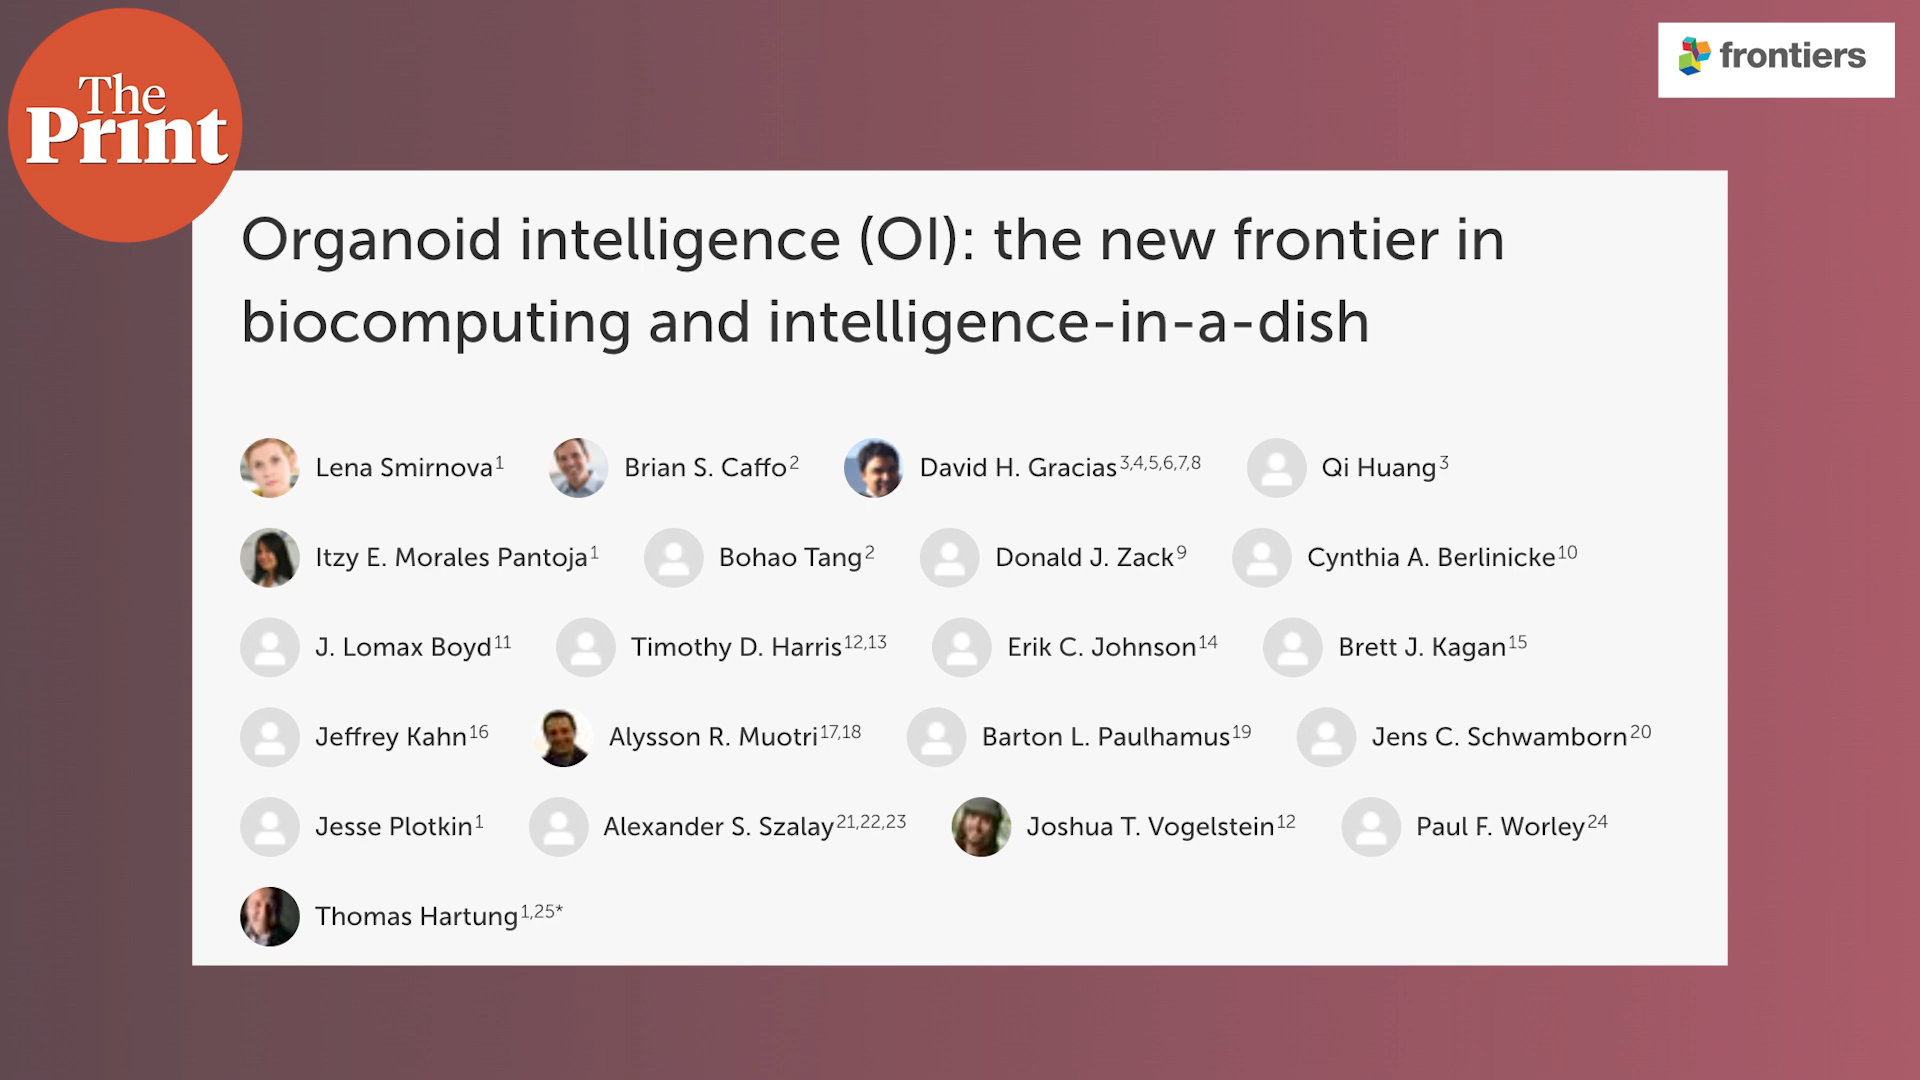 The
Print
frontiers
Organoid intelligence (OI): the new frontier in
biocomputing and intelligence-in-a-dish
Lena Smirnova1 Brian S. Caffo2 David H. Gracias3,4,5,6,7,8 Qi Huang3
Itzy E. Morales Pantoja1 Bohao Tang2 Donald J. Zack9 Cynthia A. Berlinicke10
J. Lomax Boyd11 Timothy D. Harris12,13 Erik C. Johnson14 Brett J. Kagan15
Jeffrey Kahn16 Alysson R. Muotri17,18 Barton L. Paulhamus19 Jens C. Schwamborn20
Jesse Plotkin1 Alexander S. Szalay21,22,23 Joshua T. Vogelstein12 Paul F. Worley24
Thomas Hartung1,25*